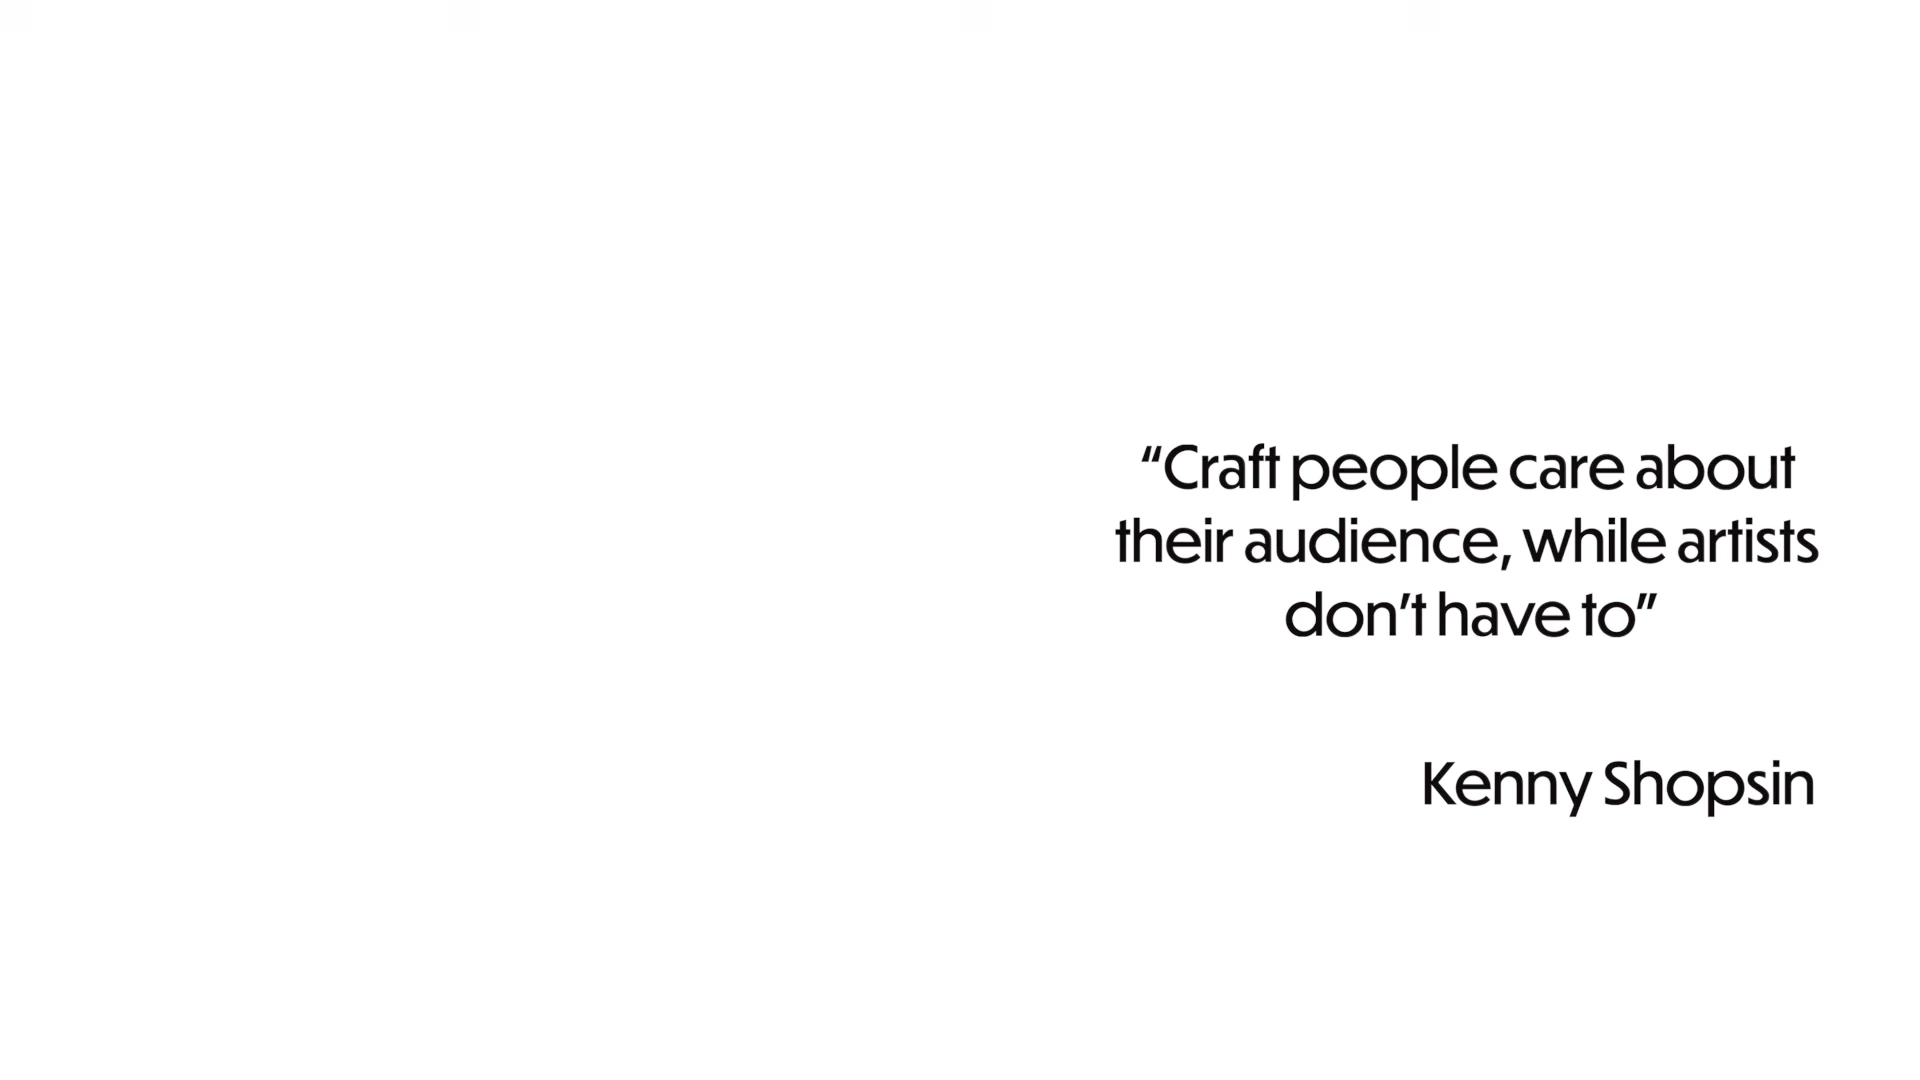 “Craft people care about
their audience, while artists
don’t have to”
Kenny Shopsin